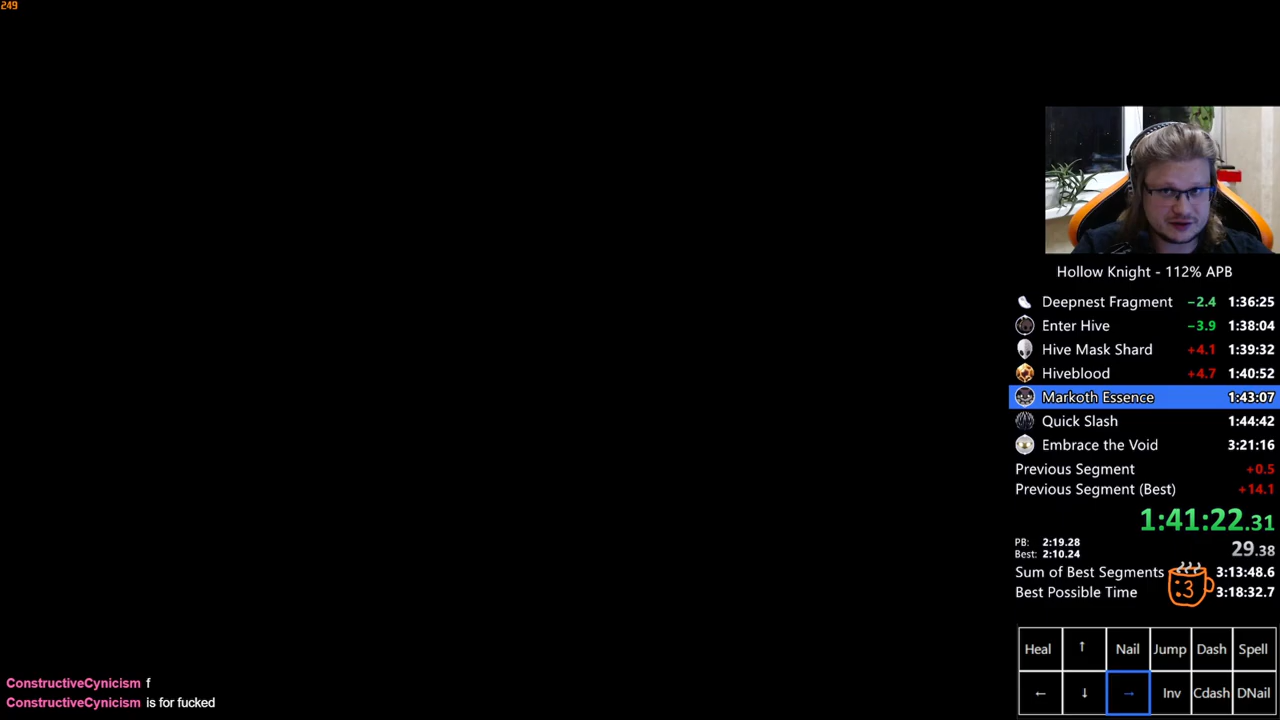 249
Hollow Knight - 112% APB
Deepnest Fragment −2.4 1:36:25
Enter Hive −3.9 1:38:04
Hive Mask Shard +4.1 1:39:32
Hiveblood +4.7 1:40:52
Markoth Essence 1:43:07
Quick Slash 1:44:42
Embrace the Void 3:21:16
Previous Segment +0.5
Previous Segment (Best) +14.1
1:41:22.31
PB: 2:19.28 29.38
Best: 2:10.24
Sum of Best Segments 3:13:48.6
Best Possible Time 3:18:32.7
:3
Heal ↑ Nail Jump Dash Spell
← ↓ → Inv Cdash DNail
ConstructiveCynicism f
ConstructiveCynicism is for fucked